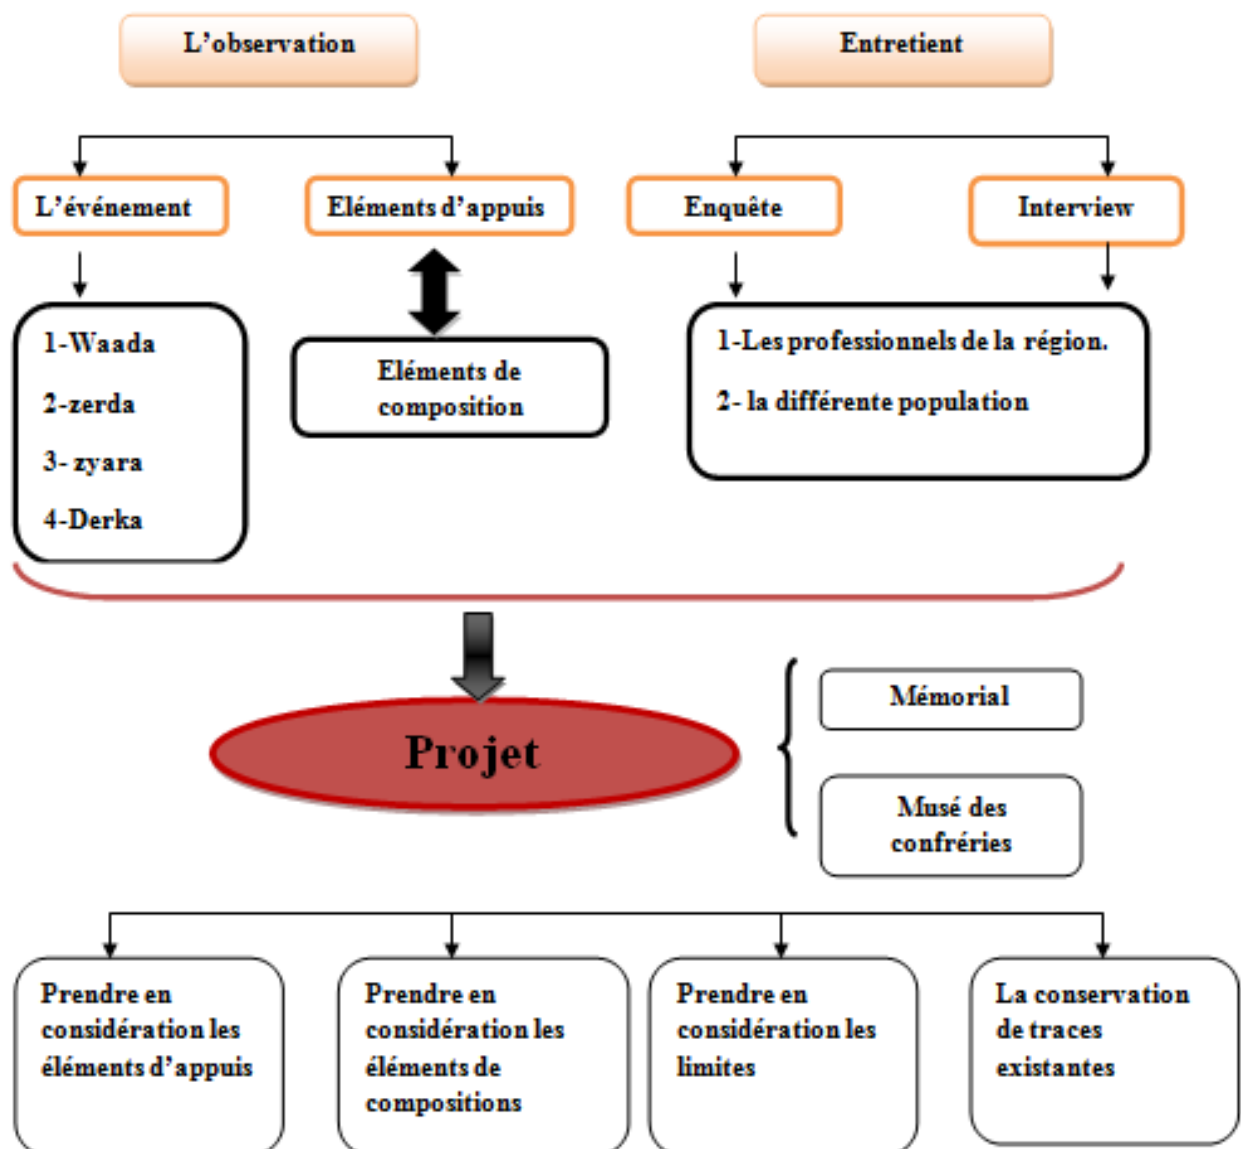 L'observation
Entretient
L'événement
Eléments d'appuis
Enquête
Interview
1-Waada
2-zerda
3- zyara
4-Derka
Eléments de
composition
1-Les professionnels de la région.
2- la différente population
Projet
Mémorial
Musé des
confréries
Prendre en
considération les
éléments d'appuis
Prendre en
considération les
éléments de
compositions
Prendre en
considération les
limites
La conservation
de traces
existantes